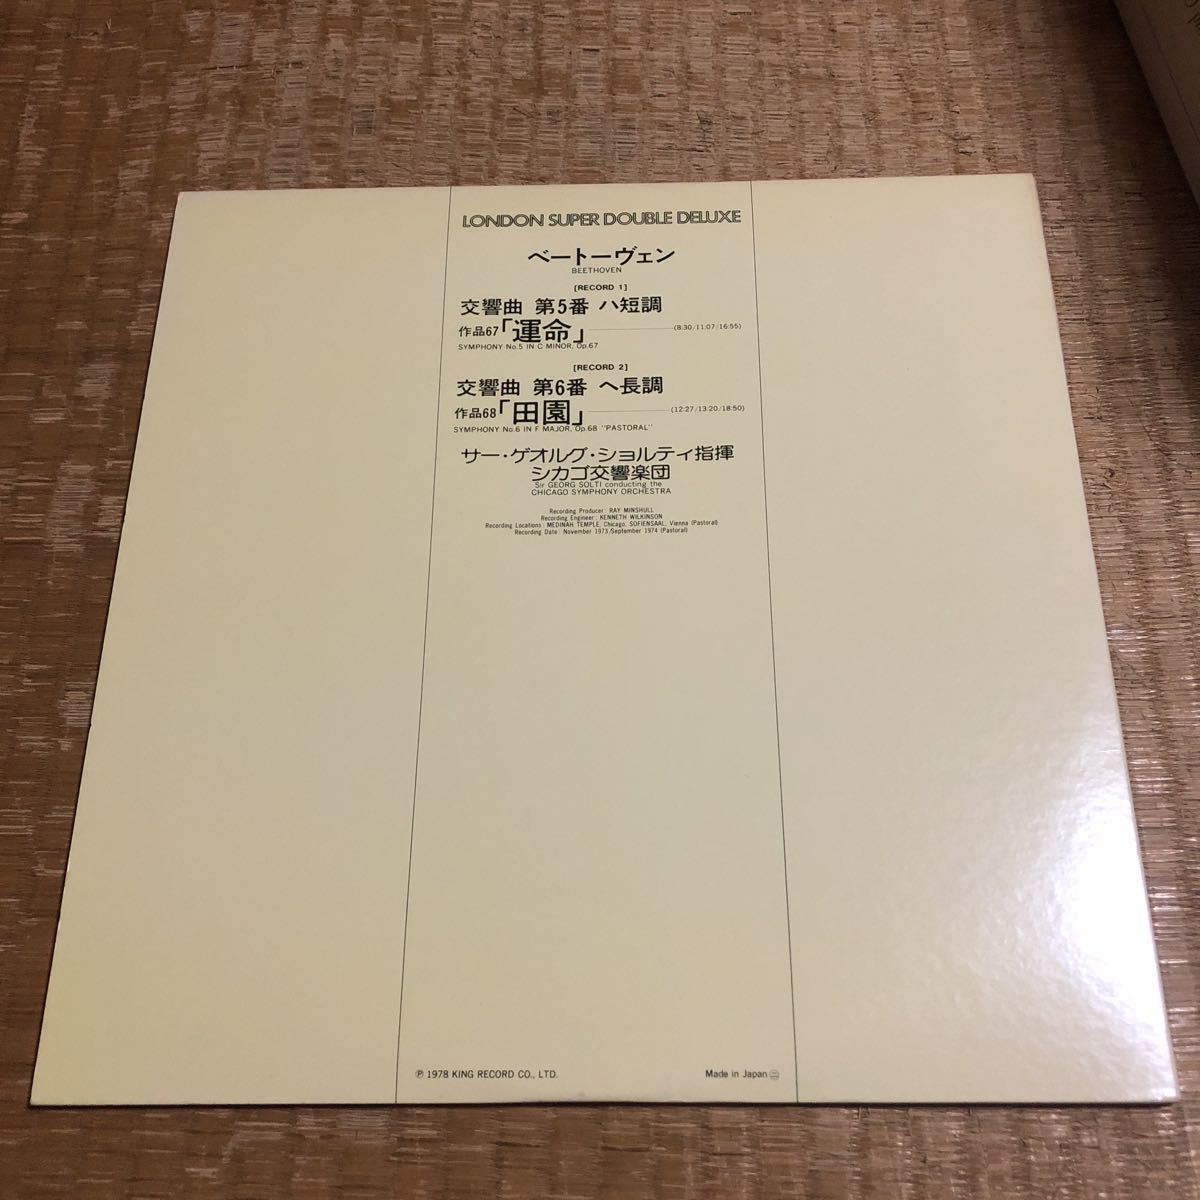 LONDON SUPER DOUBLE DELUXE
ベートーヴェン
BEETHOVEN
[RECORD 1]
交響曲 第5番 ハ短調
作品67「運命」 (8:30/11:07/16:55)
SYMPHONY No.5 IN C MINOR, Op.67
[RECORD 2]
交響曲 第6番 ヘ長調
作品68「田園」 (12:27/13:20/18:50)
SYMPHONY No.6 IN F MAJOR, Op.68 "PASTORAL"
サー・ゲオルグ・ショルティ指揮
シカゴ交響楽団
Sir GEORG SOLTI conducting the
CHICAGO SYMPHONY ORCHESTRA
Recording Producer: RAY MINSHULL
Recording Engineer: KENNETH WILKINSON
Recording Locations: MEDINAH TEMPLE, Chicago, SOFIENSAAL, Vienna (Pastoral)
Recording Date: November 1973/September 1974 (Pastoral)
℗ 1978 KING RECORD CO., LTD. Made in Japan